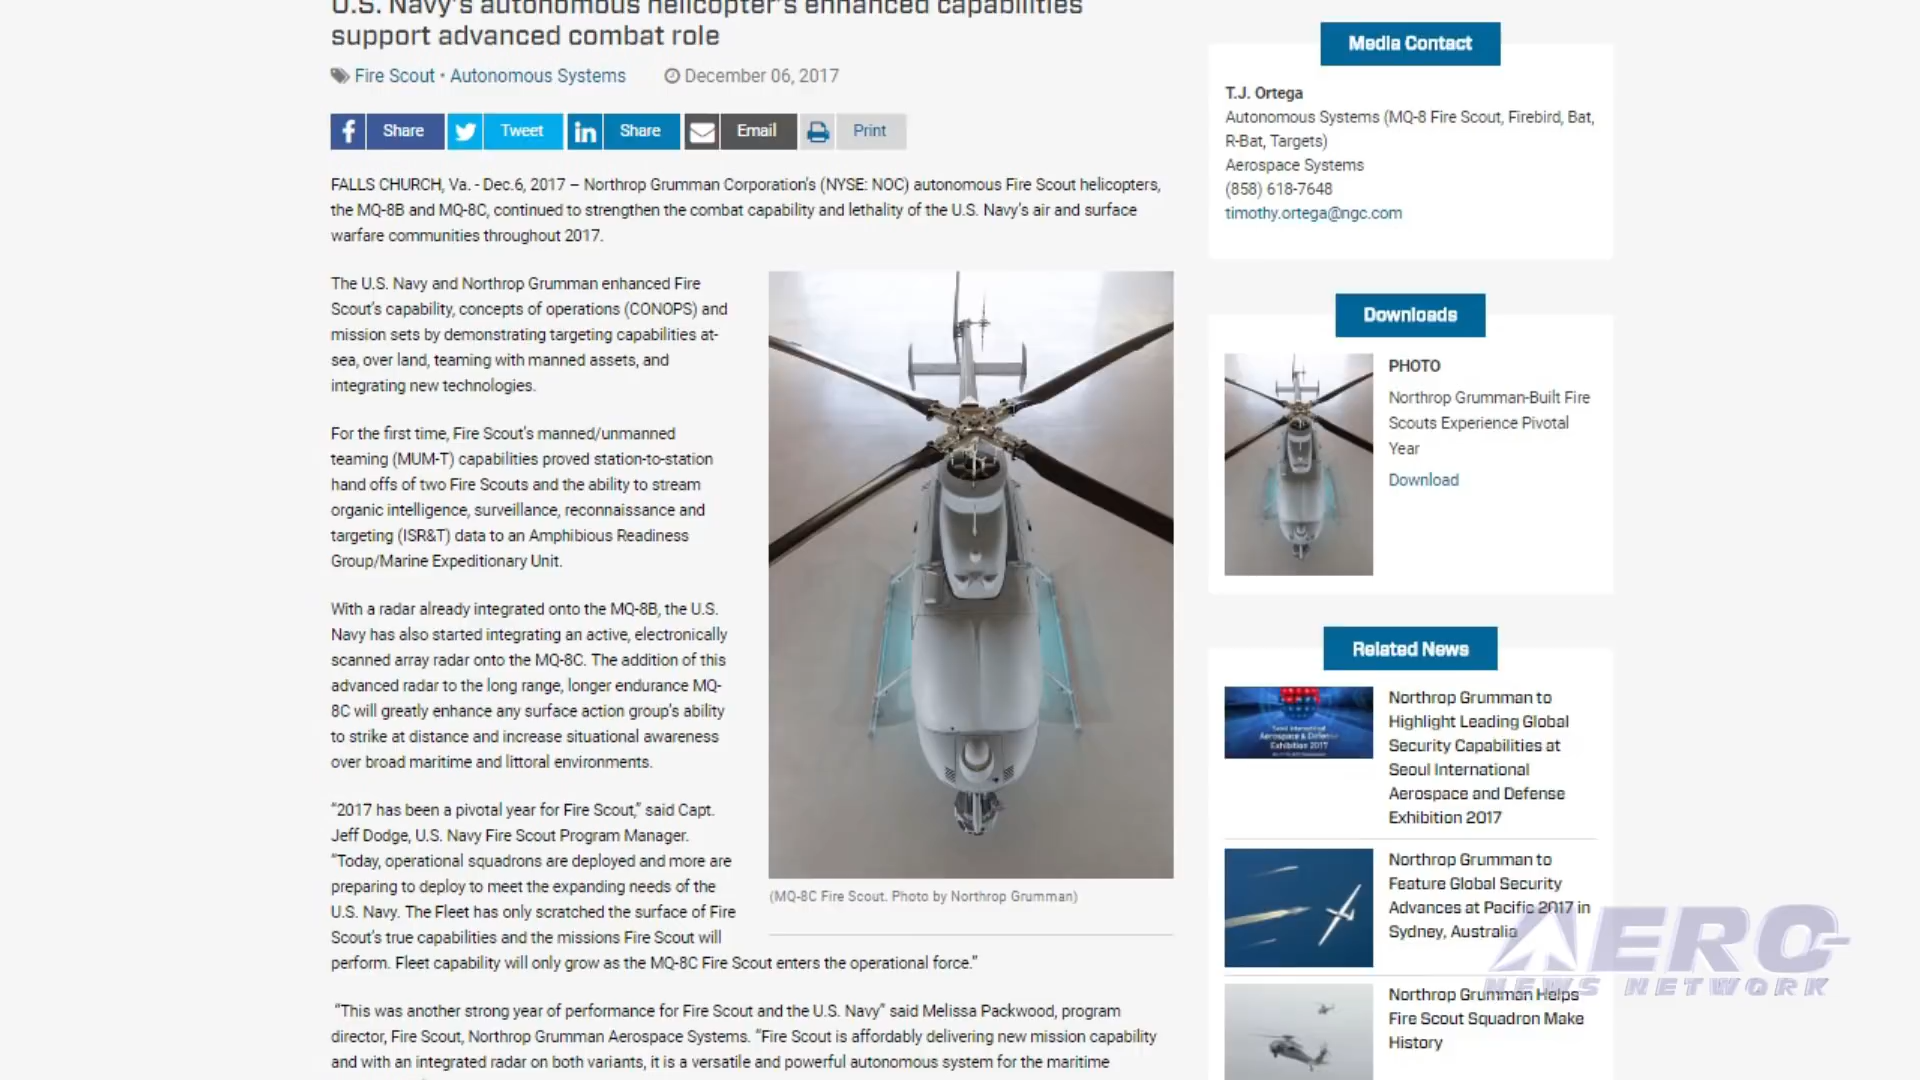 U.S. Navy's autonomous helicopter's enhanced capabilities
support advanced combat role
Fire Scout • Autonomous Systems December 06, 2017
Share Tweet Share Email Print
FALLS CHURCH, Va. - Dec.6, 2017 – Northrop Grumman Corporation's (NYSE: NOC) autonomous Fire Scout helicopters,
the MQ-8B and MQ-8C, continued to strengthen the combat capability and lethality of the U.S. Navy's air and surface
warfare communities throughout 2017.
The U.S. Navy and Northrop Grumman enhanced Fire
Scout's capability, concepts of operations (CONOPS) and
mission sets by demonstrating targeting capabilities at-
sea, over land, teaming with manned assets, and
integrating new technologies.
For the first time, Fire Scout's manned/unmanned
teaming (MUM-T) capabilities proved station-to-station
hand offs of two Fire Scouts and the ability to stream
organic intelligence, surveillance, reconnaissance and
targeting (ISR&T) data to an Amphibious Readiness
Group/Marine Expeditionary Unit.
With a radar already integrated onto the MQ-8B, the U.S.
Navy has also started integrating an active, electronically
scanned array radar onto the MQ-8C. The addition of this
advanced radar to the long range, longer endurance MQ-
8C will greatly enhance any surface action group's ability
to strike at distance and increase situational awareness
over broad maritime and littoral environments.
“2017 has been a pivotal year for Fire Scout,” said Capt.
Jeff Dodge, U.S. Navy Fire Scout Program Manager.
“Today, operational squadrons are deployed and more are
preparing to deploy to meet the expanding needs of the
U.S. Navy. The Fleet has only scratched the surface of Fire
Scout's true capabilities and the missions Fire Scout will
perform. Fleet capability will only grow as the MQ-8C Fire Scout enters the operational force.”
(MQ-8C Fire Scout. Photo by Northrop Grumman)
“This was another strong year of performance for Fire Scout and the U.S. Navy” said Melissa Packwood, program
director, Fire Scout, Northrop Grumman Aerospace Systems. “Fire Scout is affordably delivering new mission capability
and with an integrated radar on both variants, it is a versatile and powerful autonomous system for the maritime
Media Contact
T.J. Ortega
Autonomous Systems (MQ-8 Fire Scout, Firebird, Bat,
R-Bat, Targets)
Aerospace Systems
(858) 618-7648
timothy.ortega@ngc.com
Downloads
PHOTO
Northrop Grumman-Built Fire
Scouts Experience Pivotal
Year
Download
Related News
Seoul International
Aerospace & Defense
Exhibition 2017
Northrop Grumman to
Highlight Leading Global
Security Capabilities at
Seoul International
Aerospace and Defense
Exhibition 2017
Northrop Grumman to
Feature Global Security
Advances at Pacific 2017 in
Sydney, Australia
Northrop Grumman Helps
Fire Scout Squadron Make
History
AERO-
NEWS NETWORK